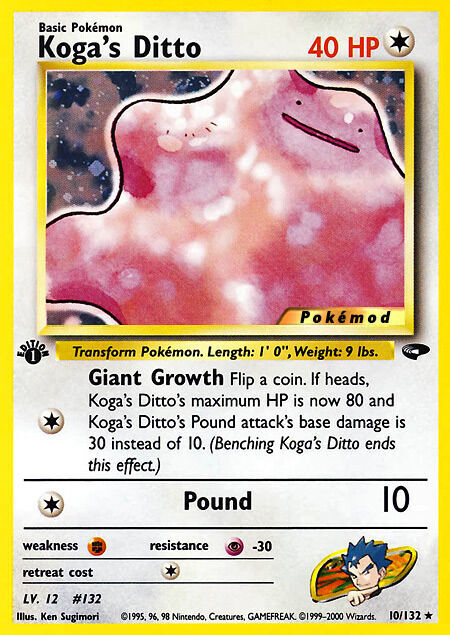 Basic Pokémon
Koga's Ditto
40 HP
Pokémod
EDITION
1
Transform Pokémon. Length: 1' 0", Weight: 9 lbs.
Giant Growth Flip a coin. If heads,
Koga's Ditto's maximum HP is now 80 and
Koga's Ditto's Pound attack's base damage is
30 instead of 10. (Benching Koga's Ditto ends
this effect.)
Pound 10
weakness resistance -30
retreat cost
LV. 12 #132
Illus. Ken Sugimori ©1995, 96, 98 Nintendo, Creatures, GAMEFREAK. ©1999-2000 Wizards. 10/132 ★